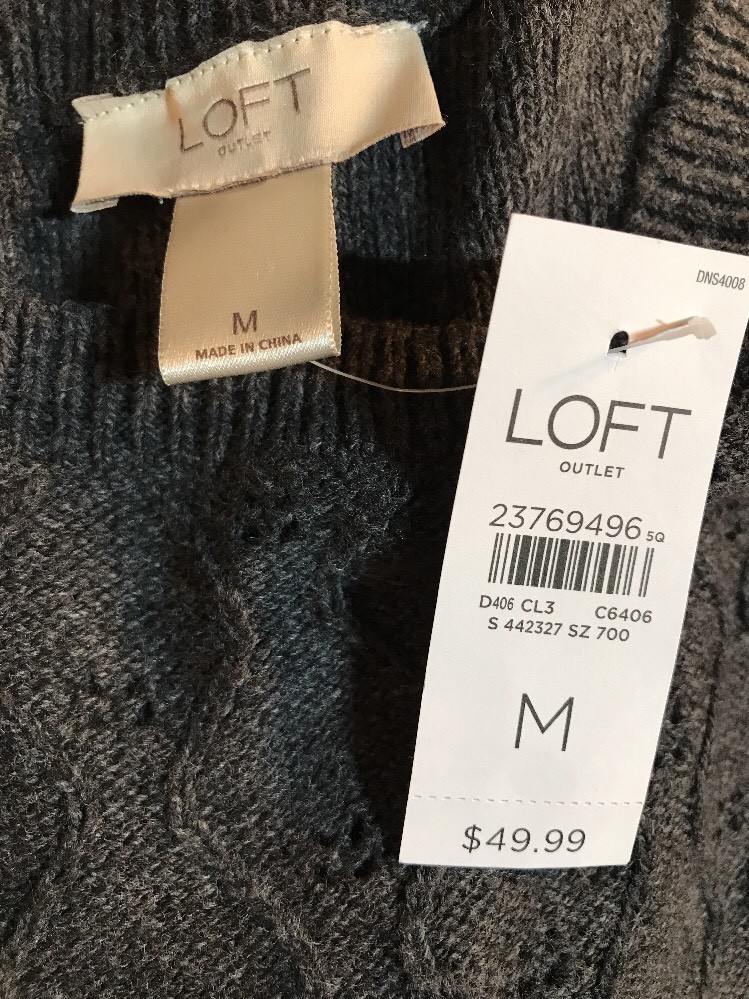 LOFT
OUTLET
M
MADE IN CHINA
DNS4008
LOFT
OUTLET
23769496 5Q
D406 CL3 C6406
S 442327 SZ 700
M
$49.99